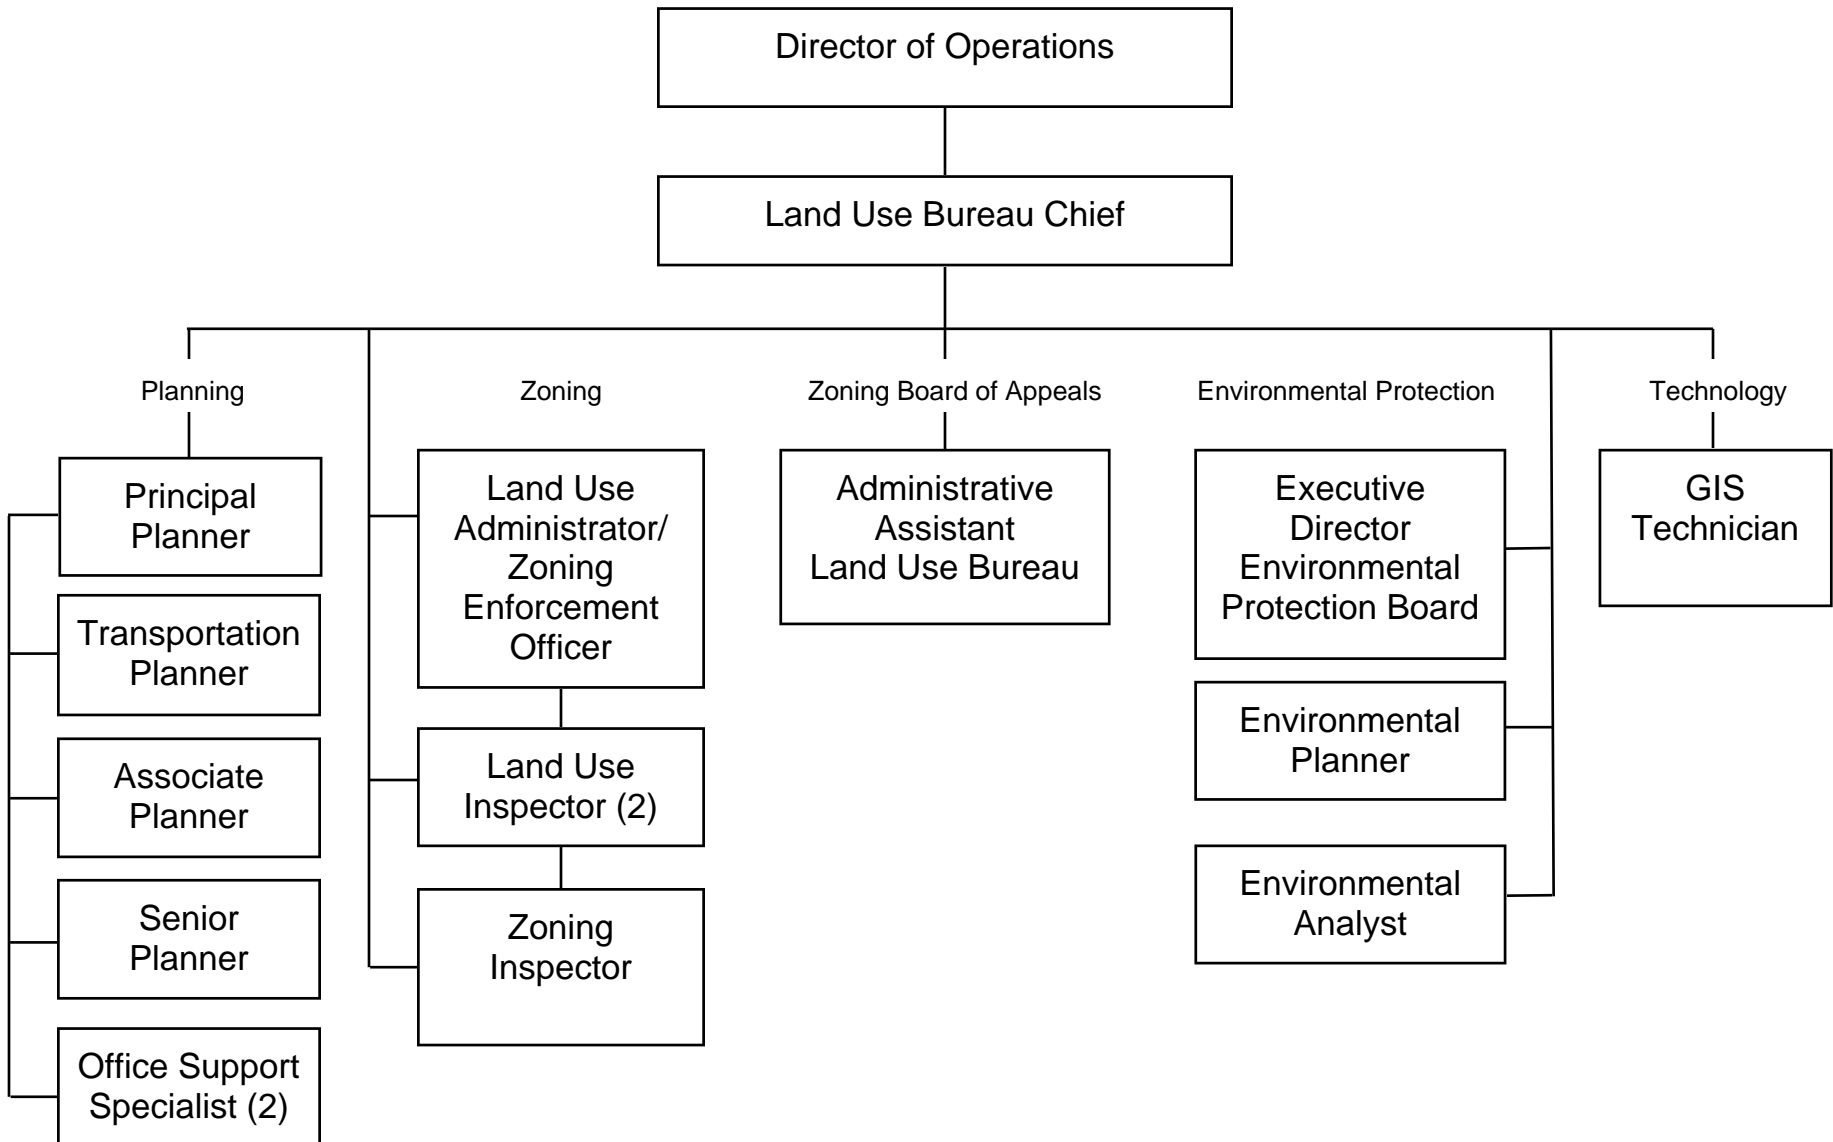 Director of Operations
Land Use Bureau Chief
Planning
Zoning
Zoning Board of Appeals
Environmental Protection
Technology
Principal
Planner
Transportation
Planner
Associate
Planner
Senior
Planner
Office Support
Specialist (2)
Land Use
Administrator/
Zoning
Enforcement
Officer
Land Use
Inspector (2)
Zoning
Inspector
Administrative
Assistant
Land Use Bureau
Executive
Director
Environmental
Protection Board
Environmental
Planner
Environmental
Analyst
GIS
Technician